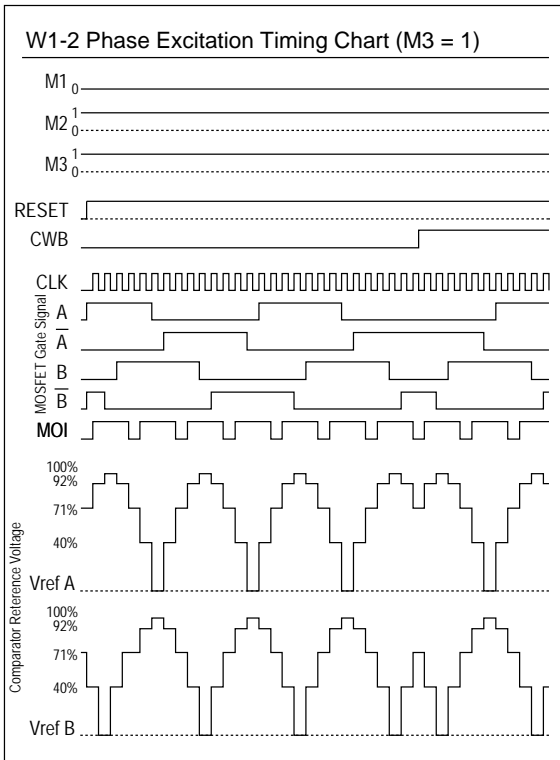 W1-2 Phase Excitation Timing Chart (M3 = 1)
M1 0
M2 1
0
M3 1
0
RESET
CWB
CLK
MOSFET Gate Signal
A
A
B
B
MOI
Comparator Reterence Voltage
100%
92%
71%
40%
Vref A
100%
92%
71%
40%
Vref B